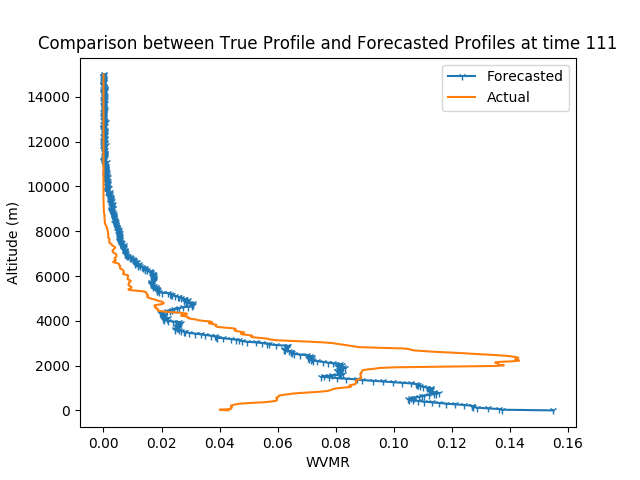 Comparison between True Profile and Forecasted Profiles at time 111
Forecasted
Actual
14000
12000
10000
8000
6000
4000
2000
0
Altitude (m)
0.00 0.02 0.04 0.06 0.08 0.10 0.12 0.14 0.16
WVMR